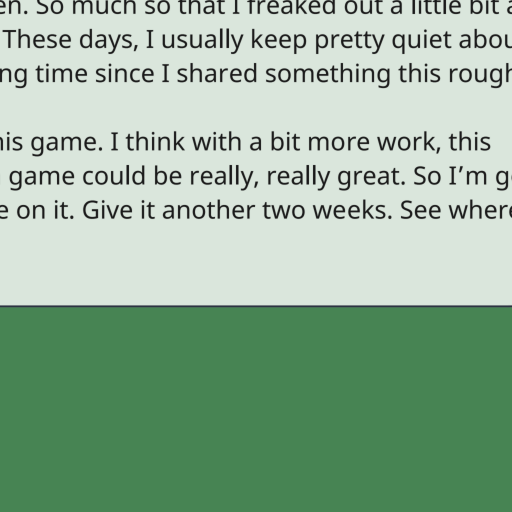 en. So much so that I freaked out a little bit a
These days, I usually keep pretty quiet abou
ng time since I shared something this rough
his game. I think with a bit more work, this
game could be really, really great. So I’m g
e on it. Give it another two weeks. See where